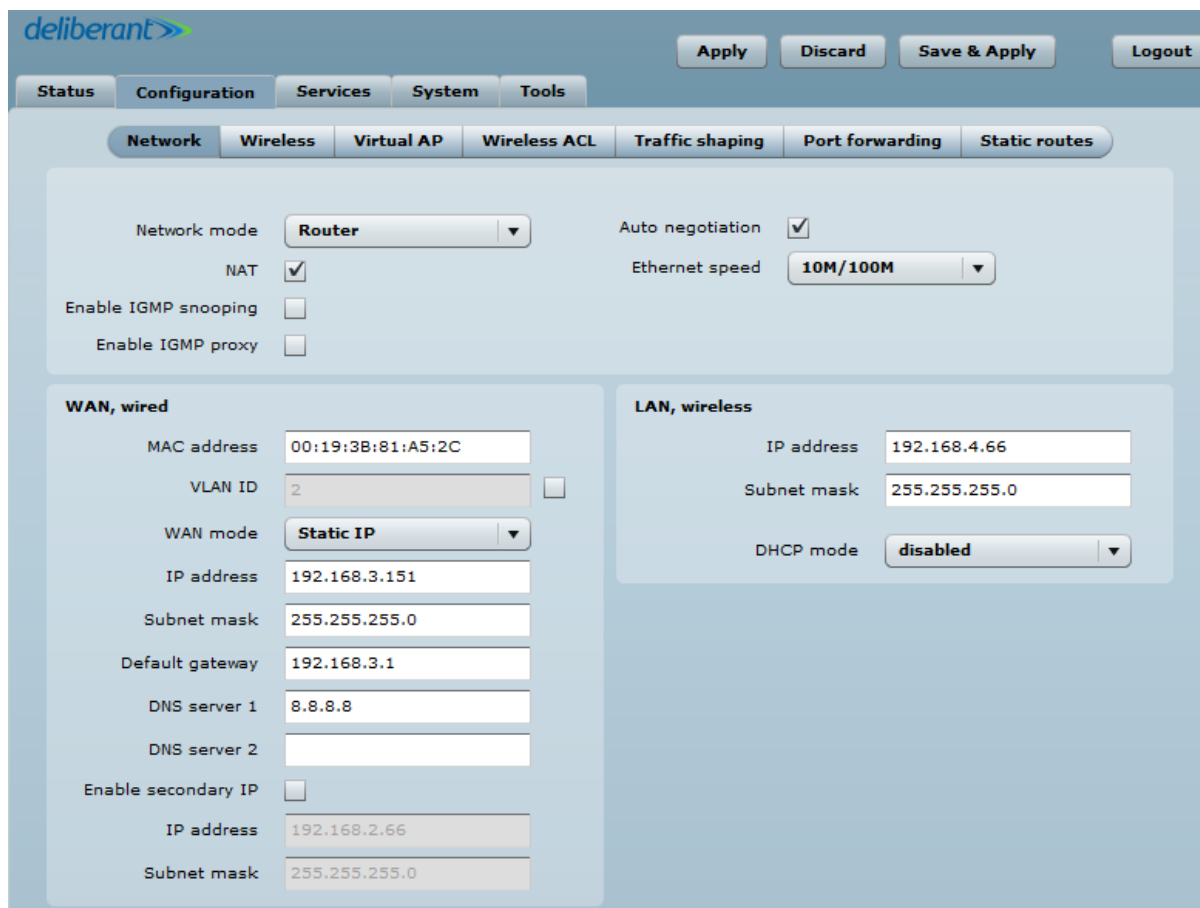 deliberant
Apply Discard Save & Apply Logout
Status Configuration Services System Tools
Network Wireless Virtual AP Wireless ACL Traffic shaping Port forwarding Static routes
Network mode Router
NAT
Enable IGMP snooping
Enable IGMP proxy
Auto negotiation
Ethernet speed 10M/100M
WAN, wired
MAC address 00:19:3B:81:A5:2C
VLAN ID 2
WAN mode Static IP
IP address 192.168.3.151
Subnet mask 255.255.255.0
Default gateway 192.168.3.1
DNS server 1 8.8.8.8
DNS server 2
Enable secondary IP
IP address 192.168.2.66
Subnet mask 255.255.255.0
LAN, wireless
IP address 192.168.4.66
Subnet mask 255.255.255.0
DHCP mode disabled